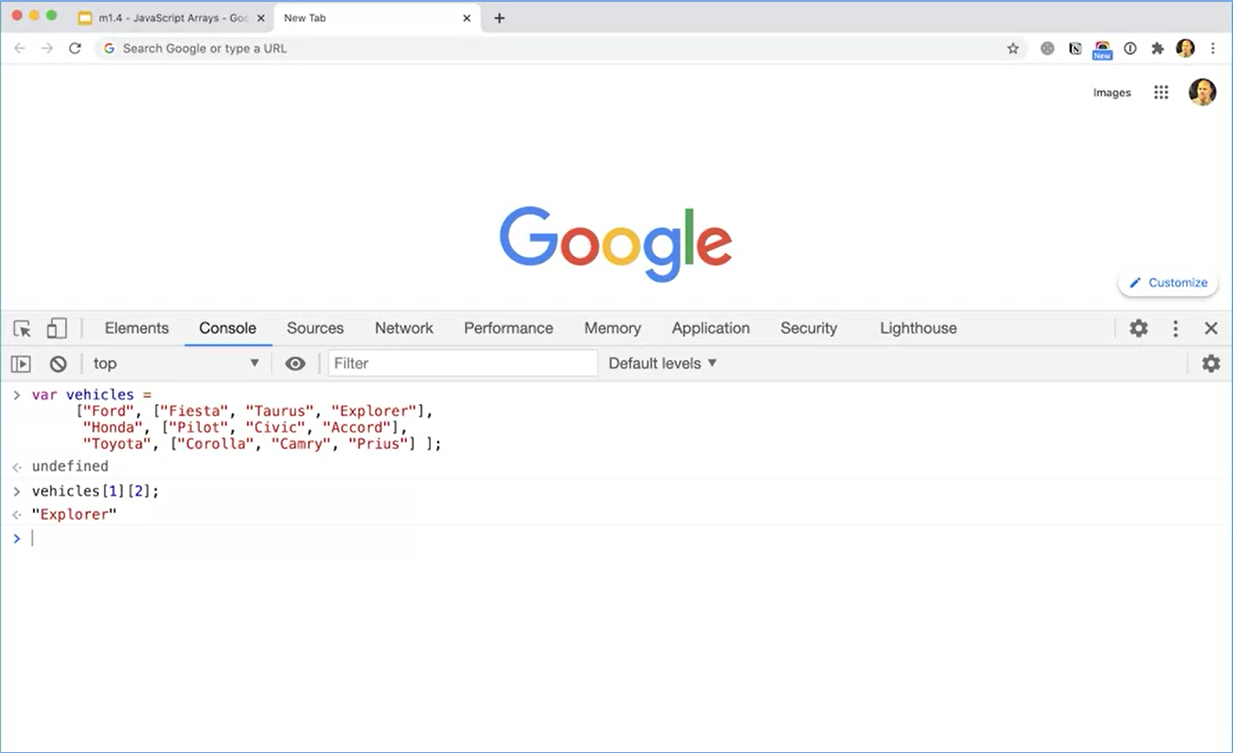 m1.4 - JavaScript Arrays - Goo
New Tab
Search Google or type a URL
New
Images
Google
Customize
Elements Console Sources Network Performance Memory Application Security Lighthouse
top Filter Default levels ▼
> var vehicles =
["Ford", ["Fiesta", "Taurus", "Explorer"],
"Honda", ["Pilot", "Civic", "Accord"],
"Toyota", ["Corolla", "Camry", "Prius"] ];
undefined
> vehicles[1][2];
"Explorer"
>